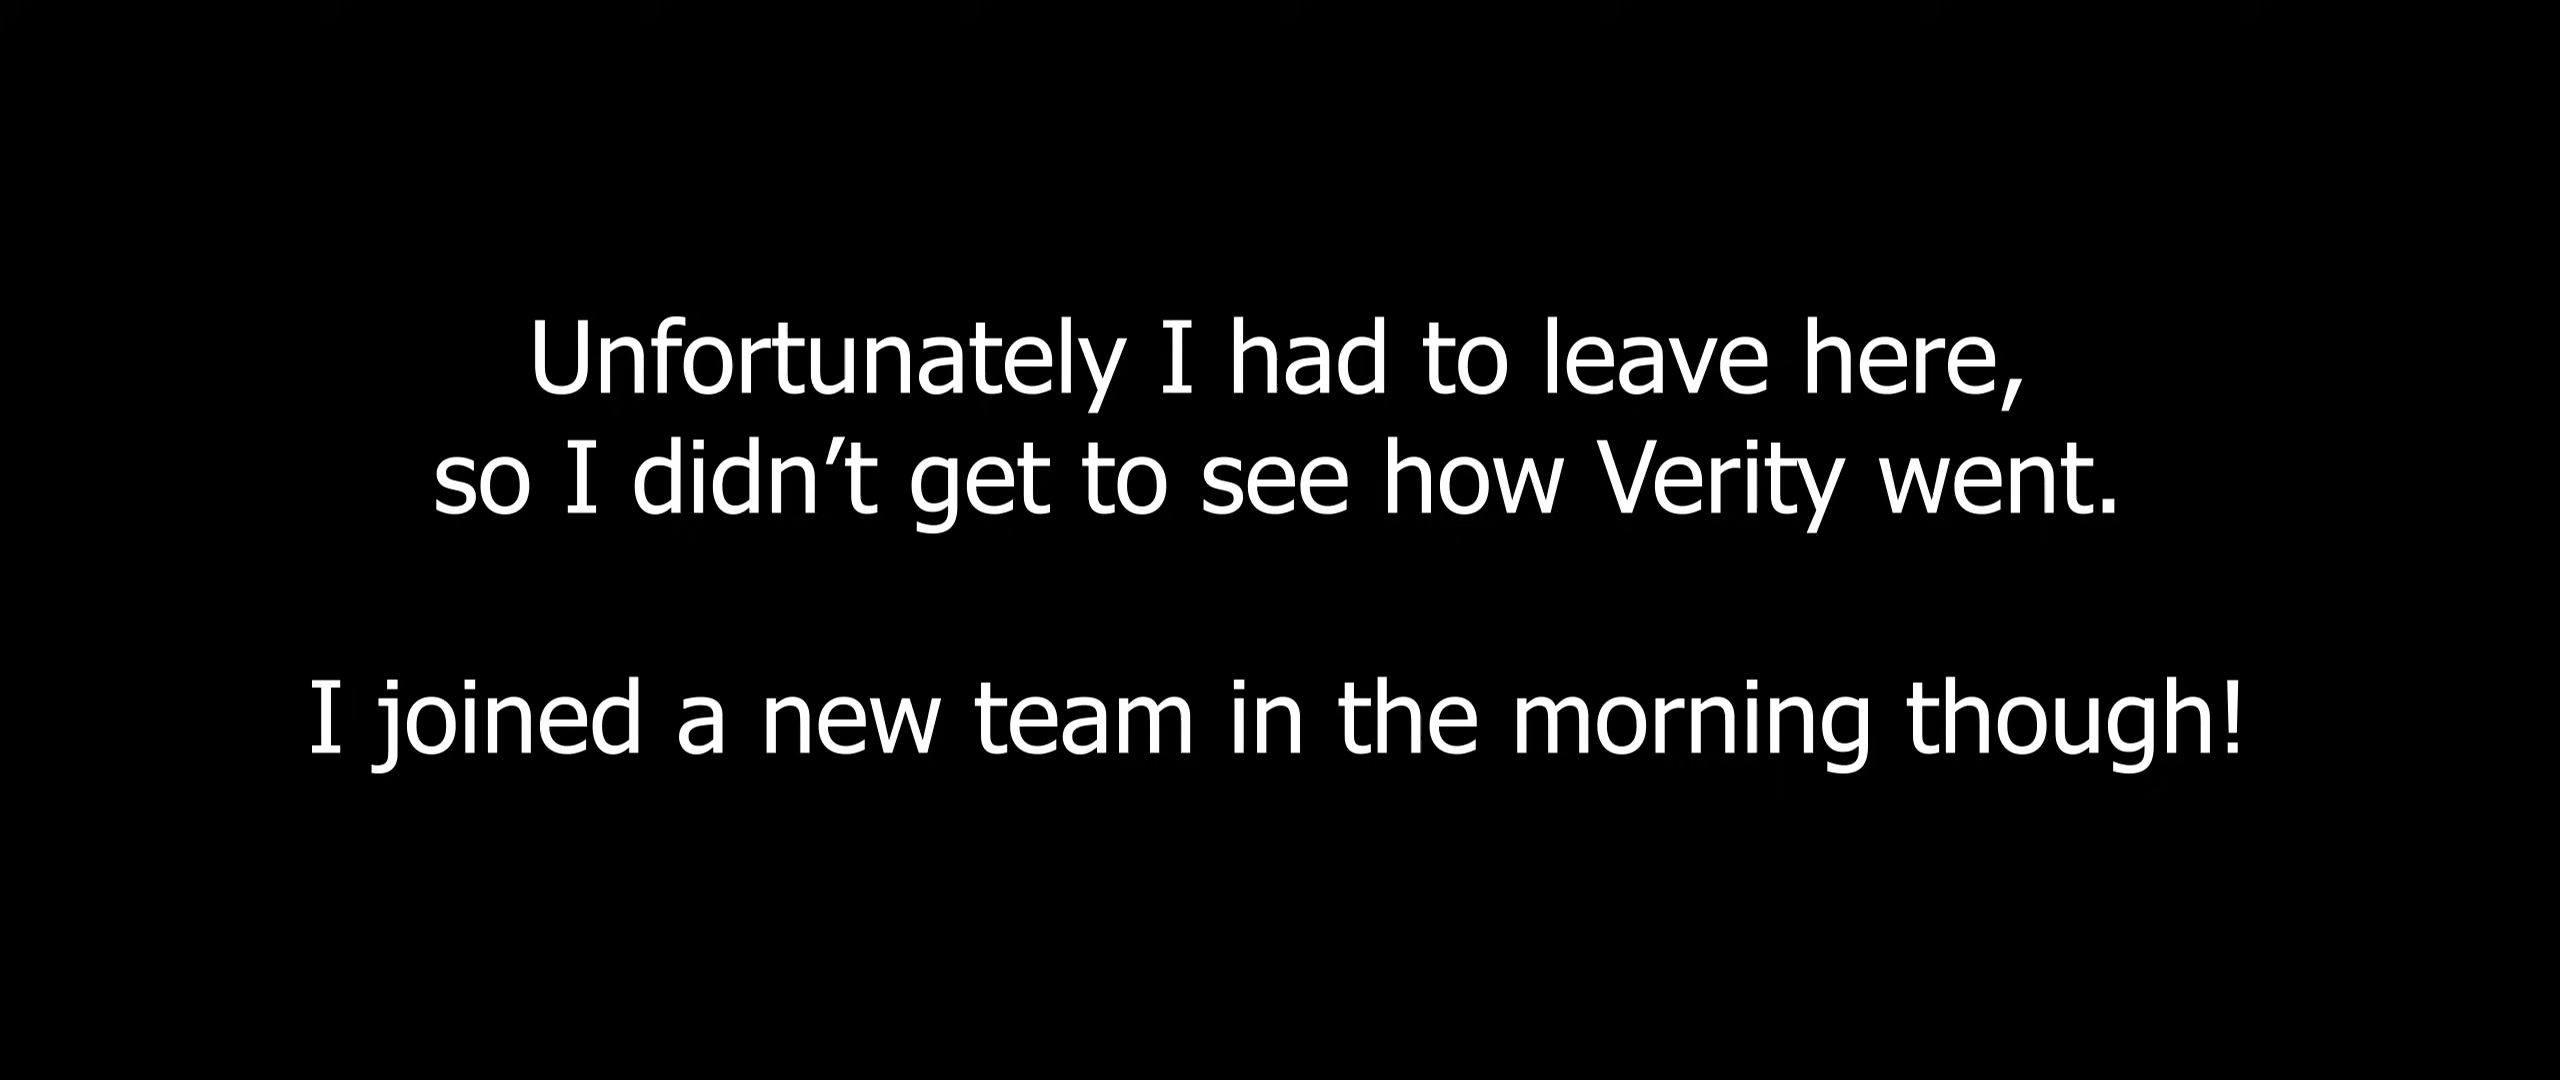 Unfortunately I had to leave here,
so I didn’t get to see how Verity went.
I joined a new team in the morning though!